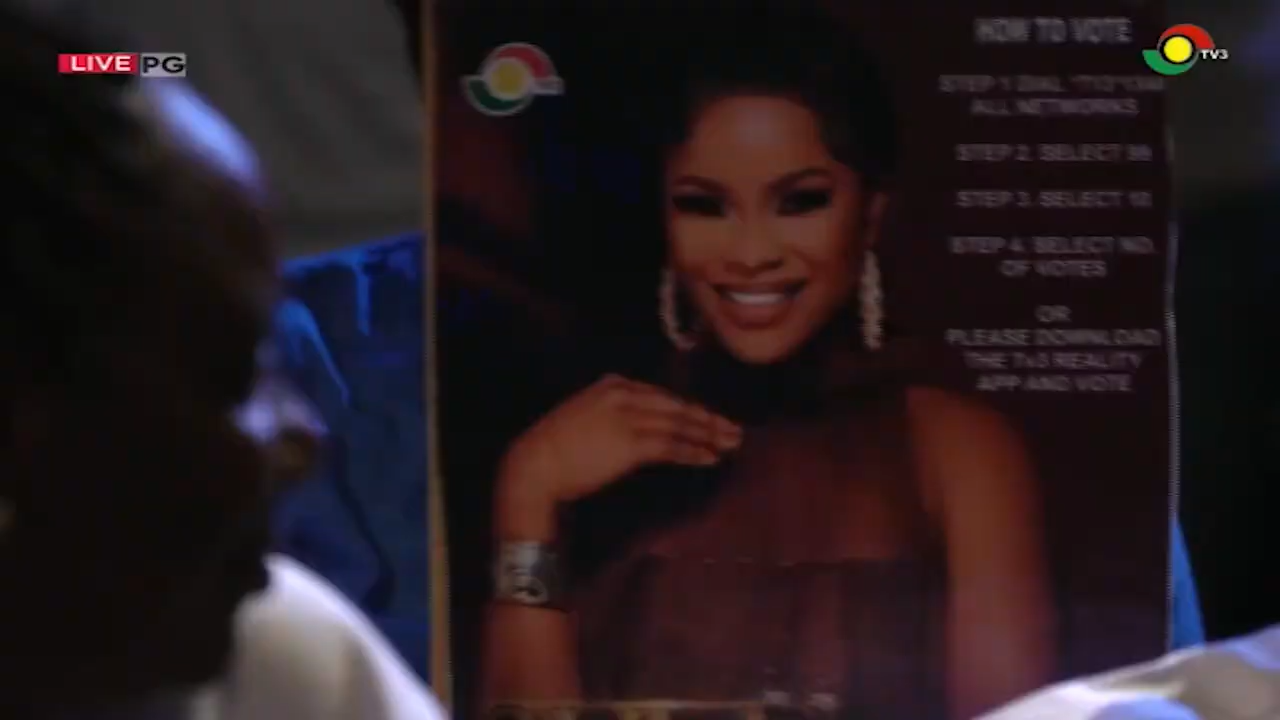 LIVE PG
TV3
HOW TO VOTE
STEP 1 DIAL
ALL NETWORKS
STEP 2. SELECT
STEP 3. SELECT 10
STEP 4. SELECT NO.
OF VOTES
OR
PLEASE DOWNLOAD
THE TV3 REALITY
APP AND VOTE